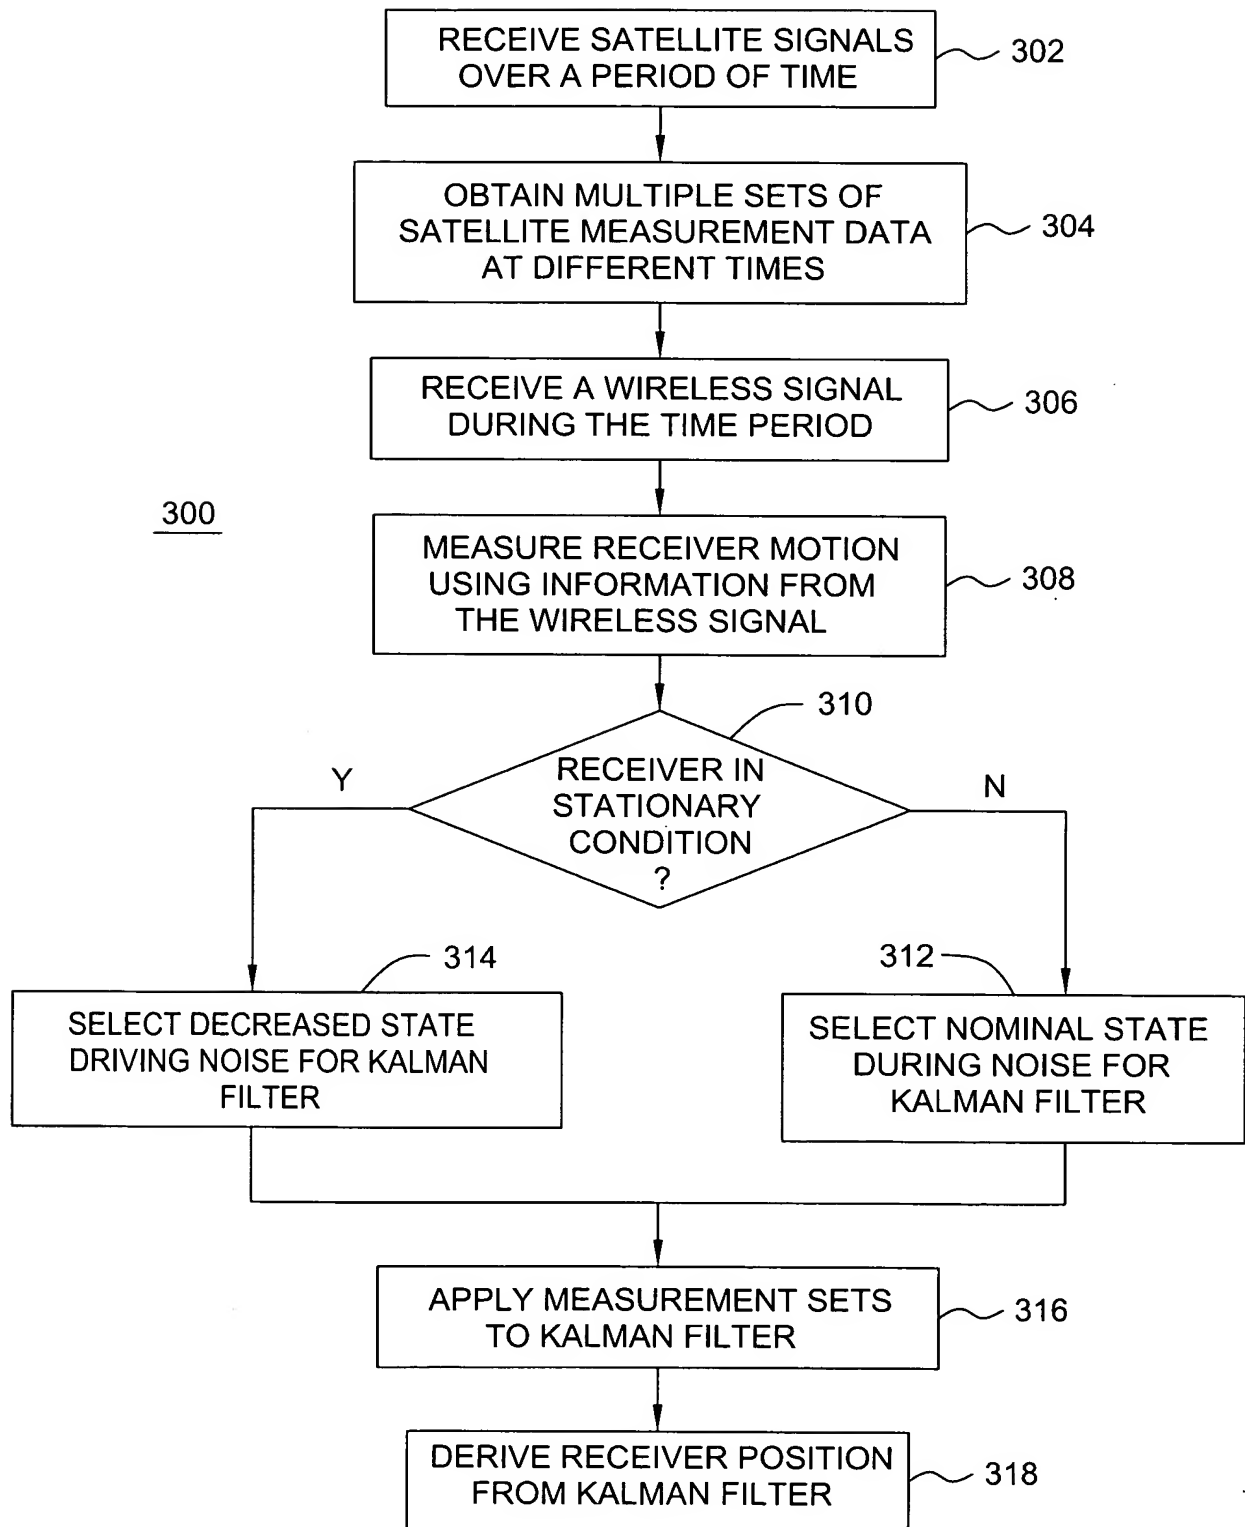 RECEIVE SATELLITE SIGNALS
OVER A PERIOD OF TIME
302
OBTAIN MULTIPLE SETS OF
SATELLITE MEASUREMENT DATA
AT DIFFERENT TIMES
304
RECEIVE A WIRELESS SIGNAL
DURING THE TIME PERIOD
306
300
MEASURE RECEIVER MOTION
USING INFORMATION FROM
THE WIRELESS SIGNAL
308
310
RECEIVER IN
STATIONARY
CONDITION
?
Y
N
314
SELECT DECREASED STATE
DRIVING NOISE FOR KALMAN
FILTER
312
SELECT NOMINAL STATE
DURING NOISE FOR
KALMAN FILTER
APPLY MEASUREMENT SETS
TO KALMAN FILTER
316
DERIVE RECEIVER POSITION
FROM KALMAN FILTER
318